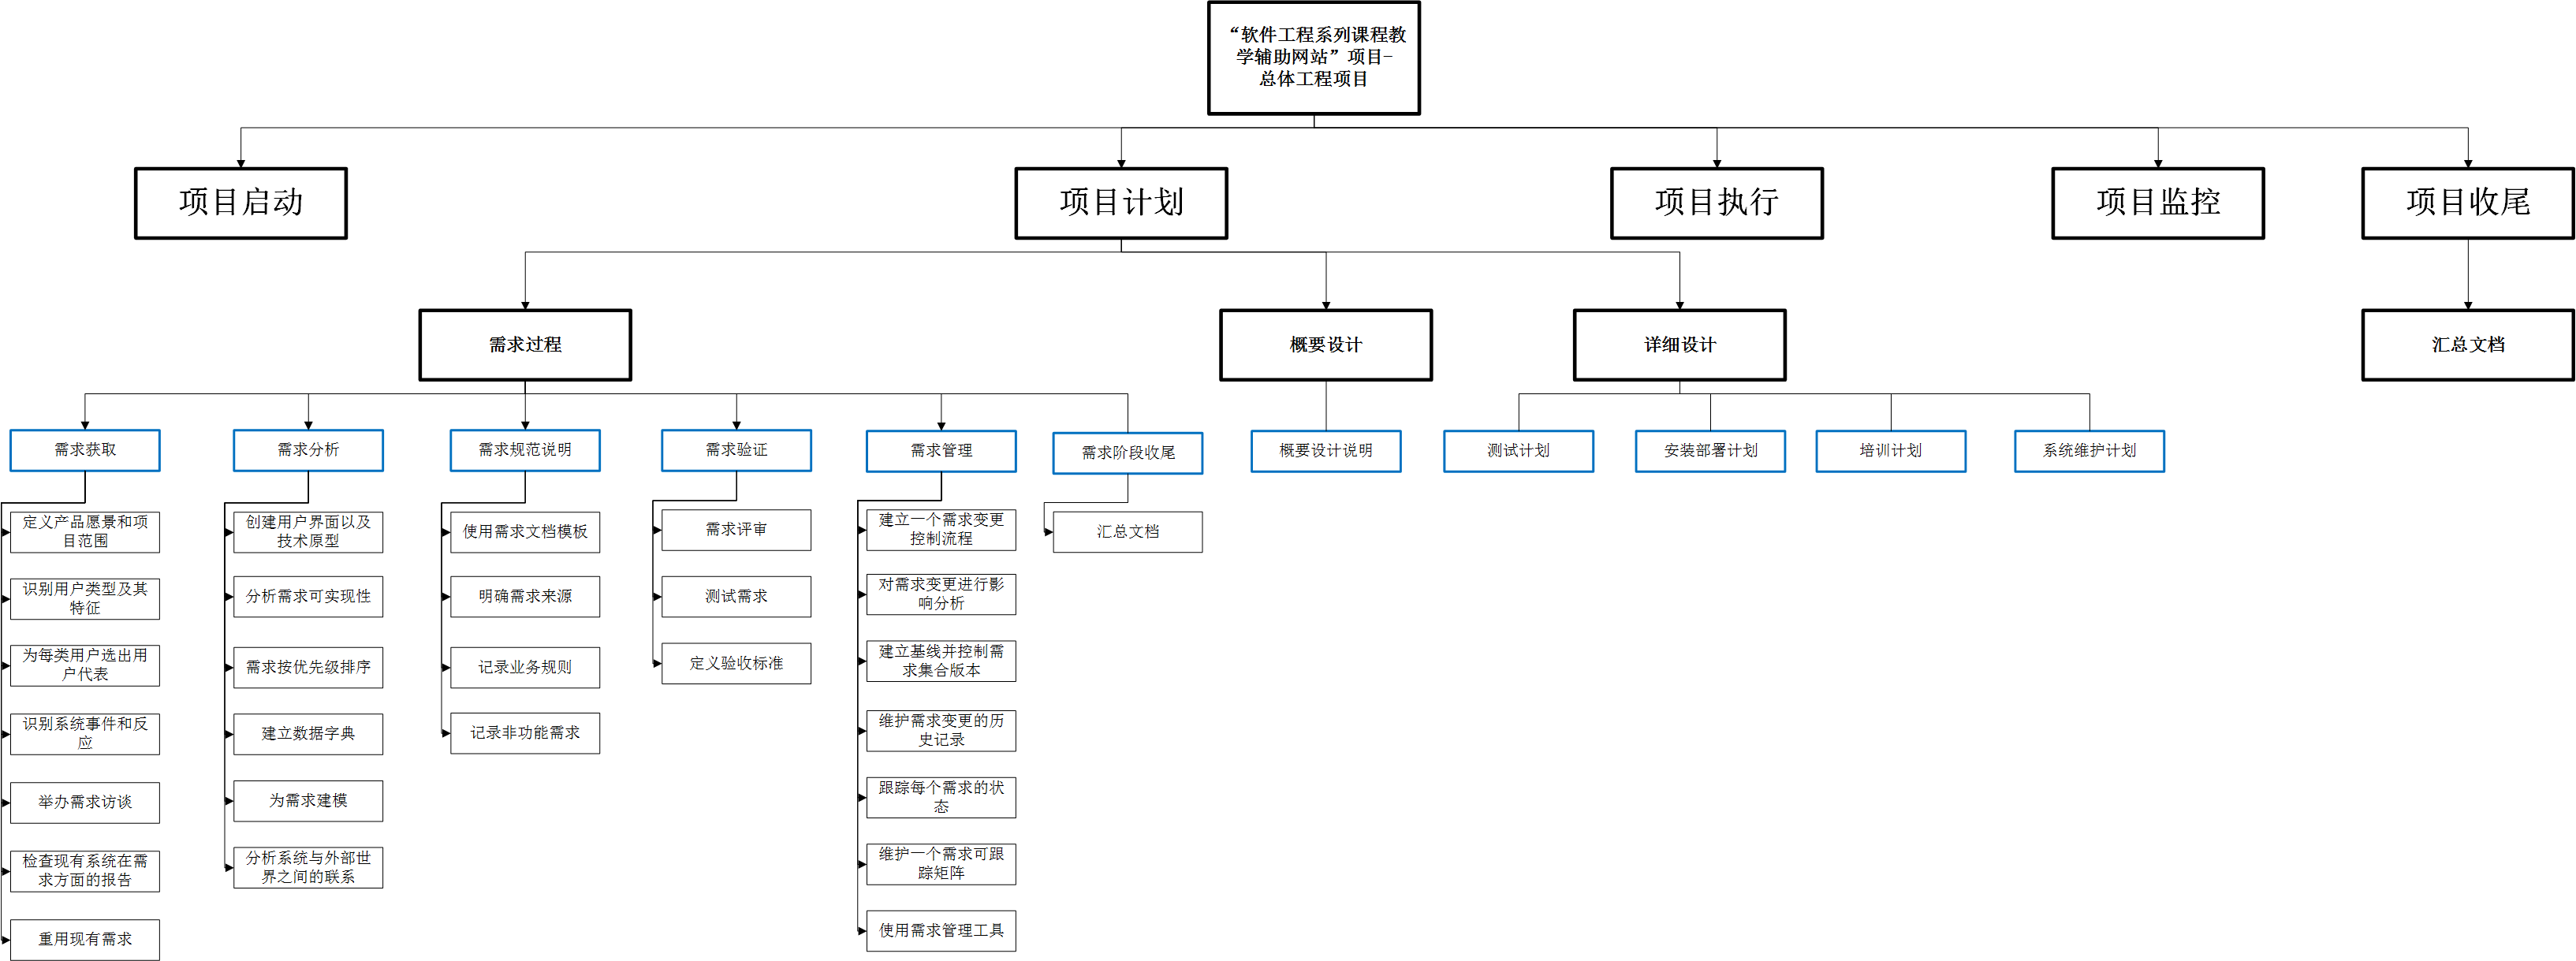 “软件工程系列课程教
学辅助网站”项目-
总体工程项目
项目启动
项目计划
项目执行
项目监控
项目收尾
需求过程
概要设计
详细设计
汇总文档
需求获取
需求分析
需求规范说明
需求验证
需求管理
需求阶段收尾
概要设计说明
测试计划
安装部署计划
培训计划
系统维护计划
定义产品愿景和项
目范围
识别用户类型及其
特征
为每类用户选出用
户代表
识别系统事件和反
应
举办需求访谈
检查现有系统在需
求方面的报告
重用现有需求
创建用户界面以及
技术原型
分析需求可实现性
需求按优先级排序
建立数据字典
为需求建模
分析系统与外部世
界之间的联系
使用需求文档模板
明确需求来源
记录业务规则
记录非功能需求
需求评审
测试需求
定义验收标准
建立一个需求变更
控制流程
对需求变更进行影
响分析
建立基线并控制需
求集合版本
维护需求变更的历
史记录
跟踪每个需求的状
态
维护一个需求可跟
踪矩阵
使用需求管理工具
汇总文档